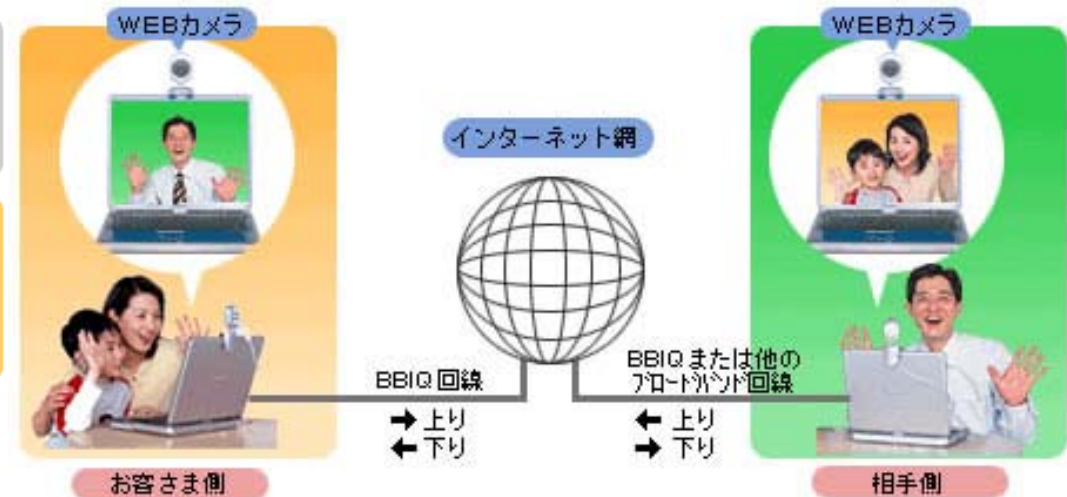 WEBカメラ
WEBカメラ
インターネット網
BBIQ回線
➔ 上り
← 下り
BBIQまたは他の
ブロードバンド回線
← 上り
➔ 下り
お客さま側
相手側